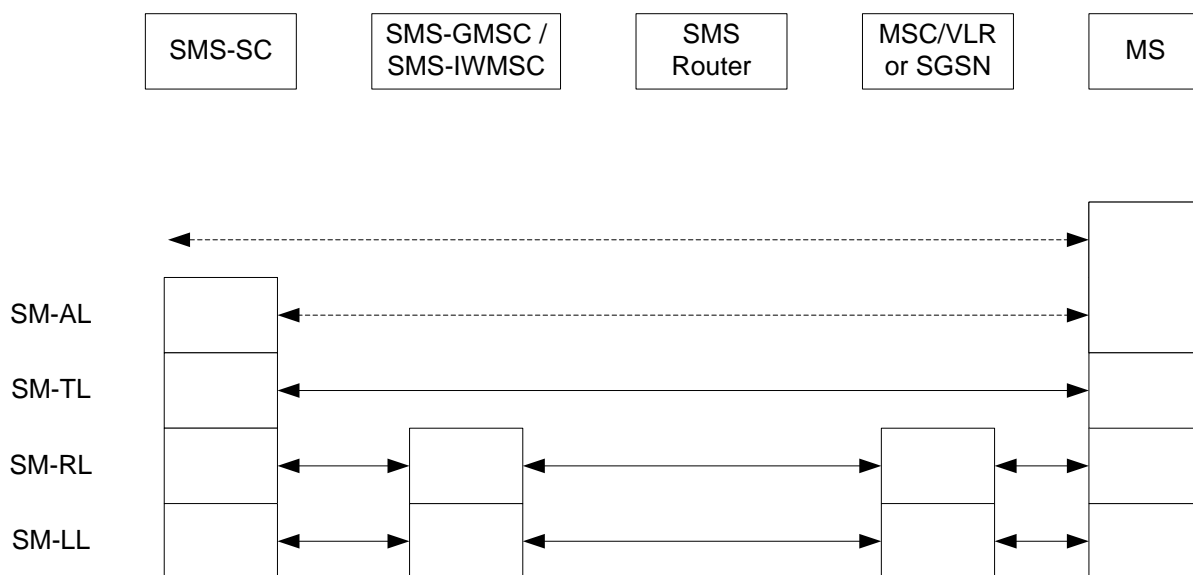 SMS-SC
SMS-GMSC /
SMS-IWMSC
SMS
Router
MSC/VLR
or SGSN
MS
SM-AL
SM-TL
SM-RL
SM-LL